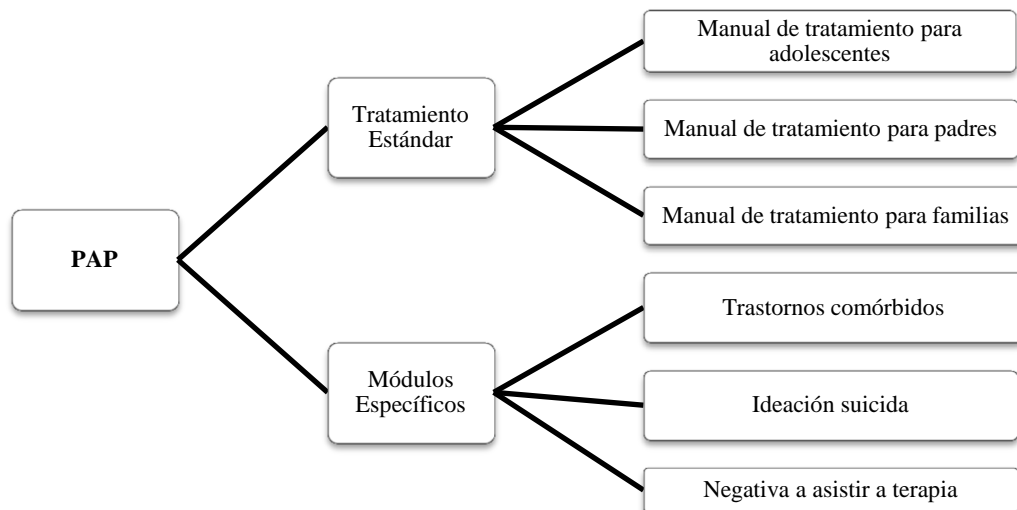 PAP
Tratamiento
Estándar
Manual de tratamiento para
adolescentes
Manual de tratamiento para padres
Manual de tratamiento para familias
Módulos
Específicos
Trastornos comórbidos
Ideación suicida
Negativa a asistir a terapia